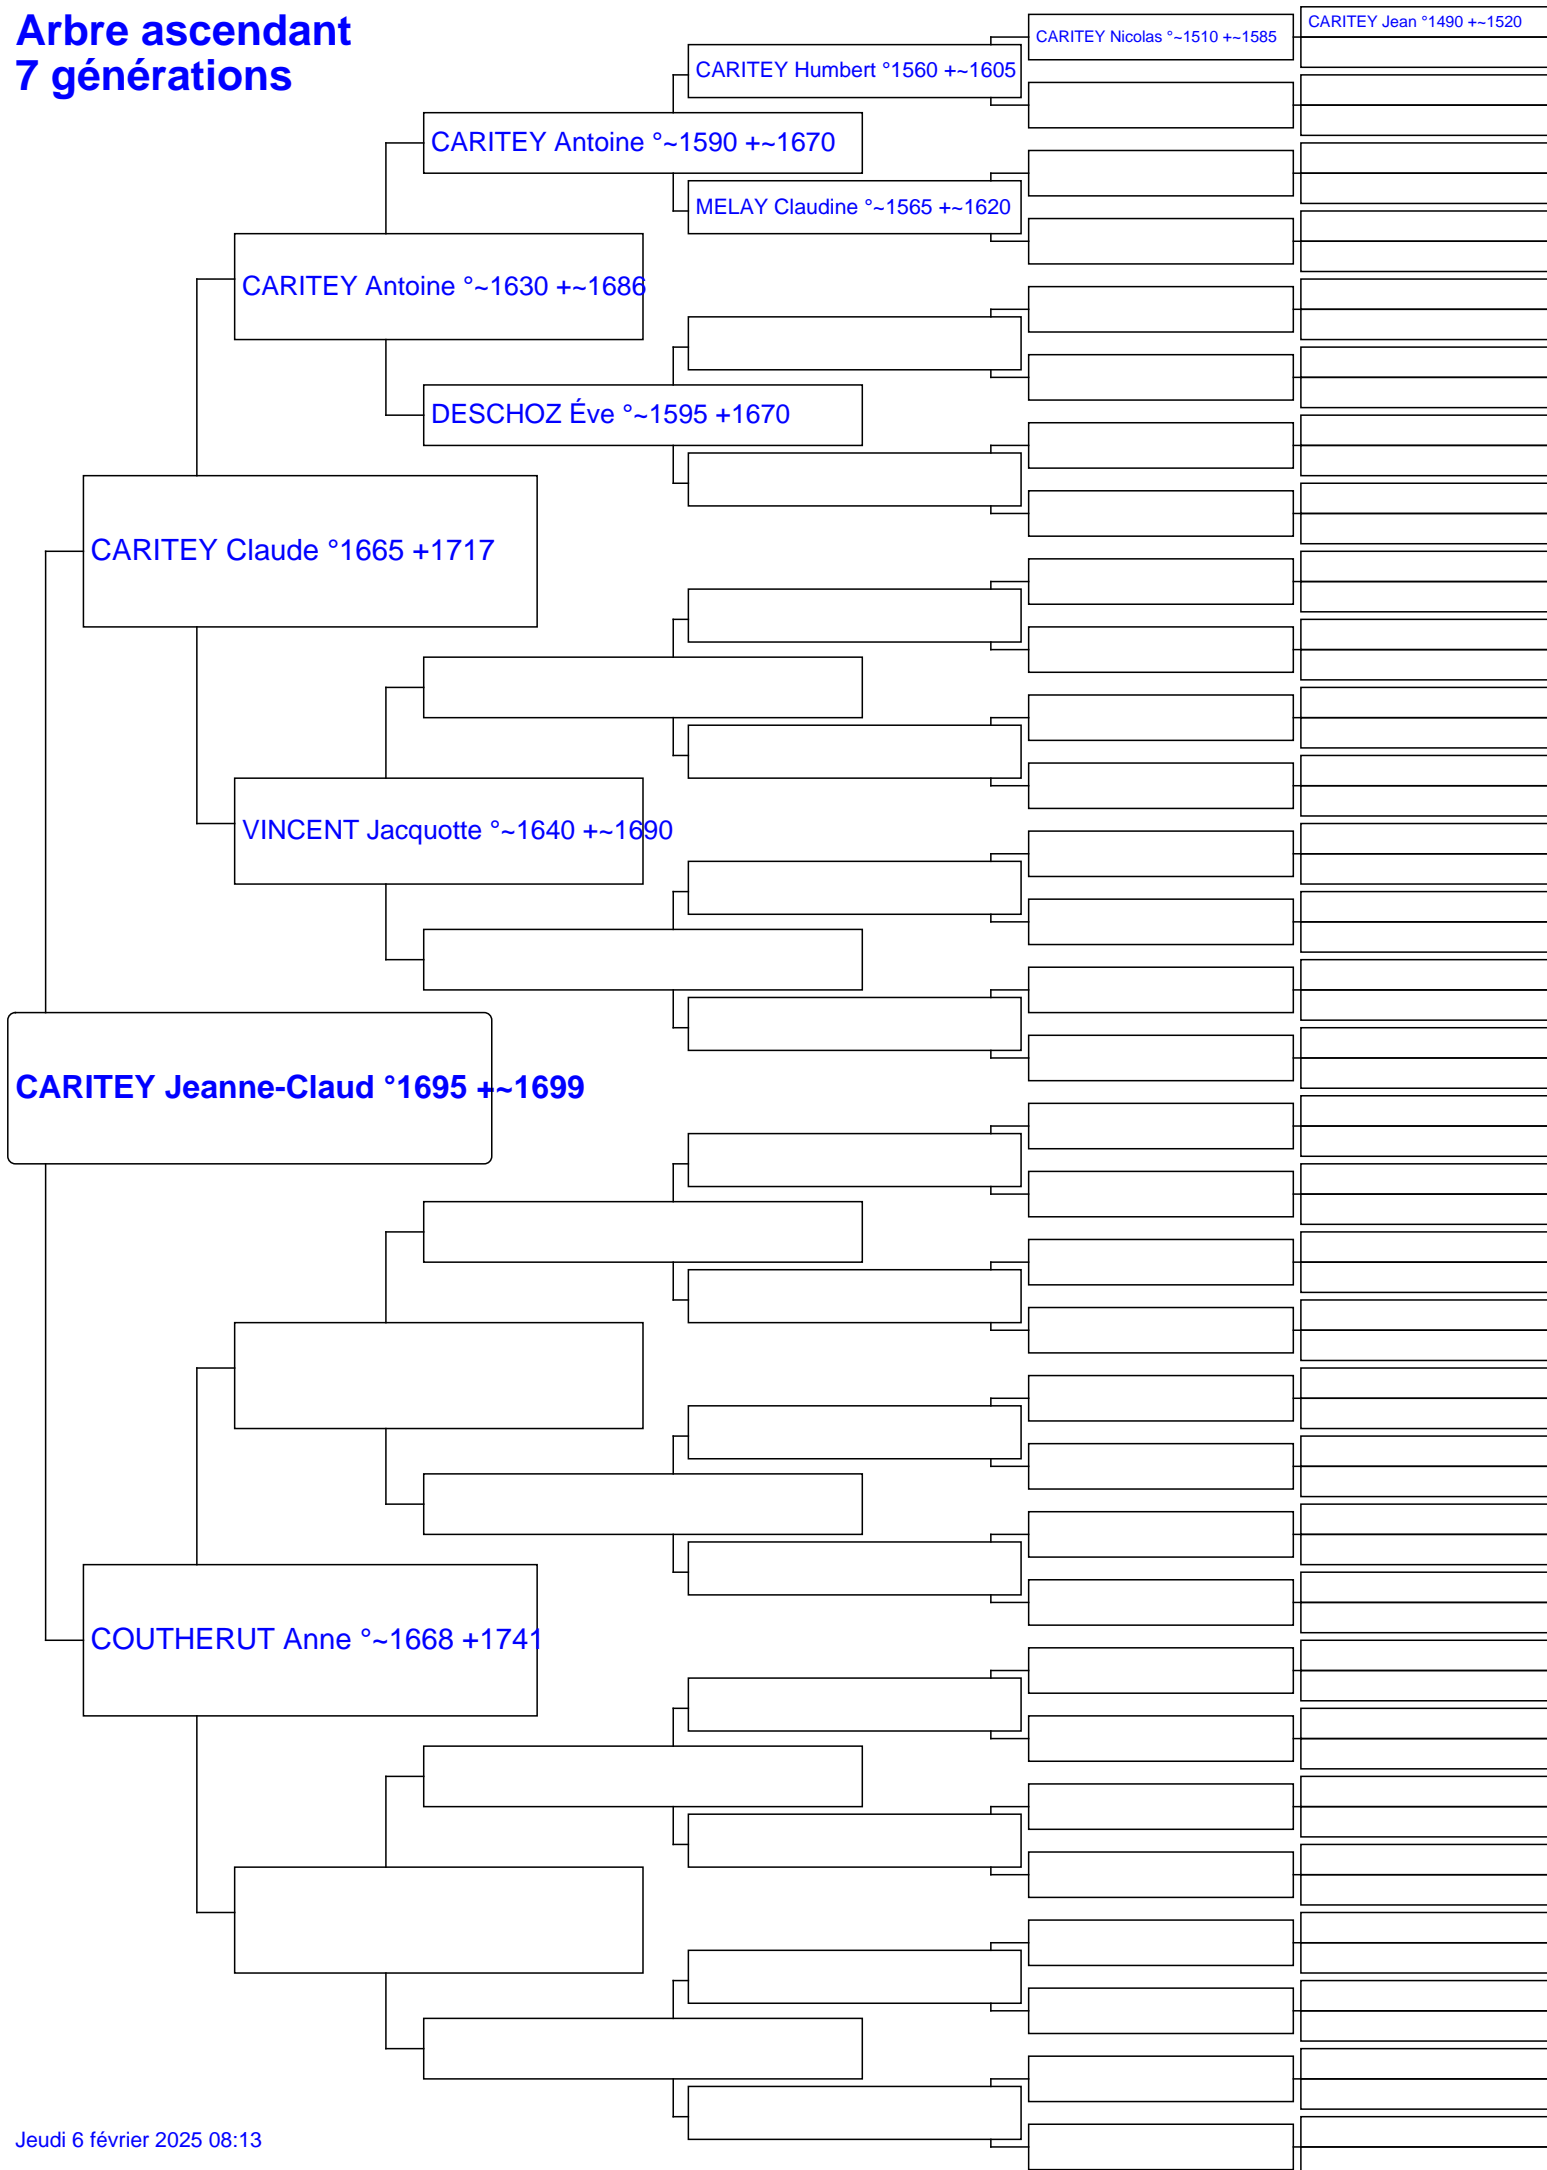 Arbre ascendant
7 générations
CARITEY Jean °1490 +~1520
CARITEY Nicolas °~1510 +~1585
CARITEY Humbert °1560 +~1605
CARITEY Antoine °~1590 +~1670
MELAY Claudine °~1565 +~1620
CARITEY Antoine °~1630 +~1686
DESCHOZ Éve °~1595 +1670
CARITEY Claude °1665 +1717
VINCENT Jacquotte °~1640 +~1690
CARITEY Jeanne-Claud °1695 +~1699
COUTHERUT Anne °~1668 +1741
Jeudi 6 février 2025 08:13